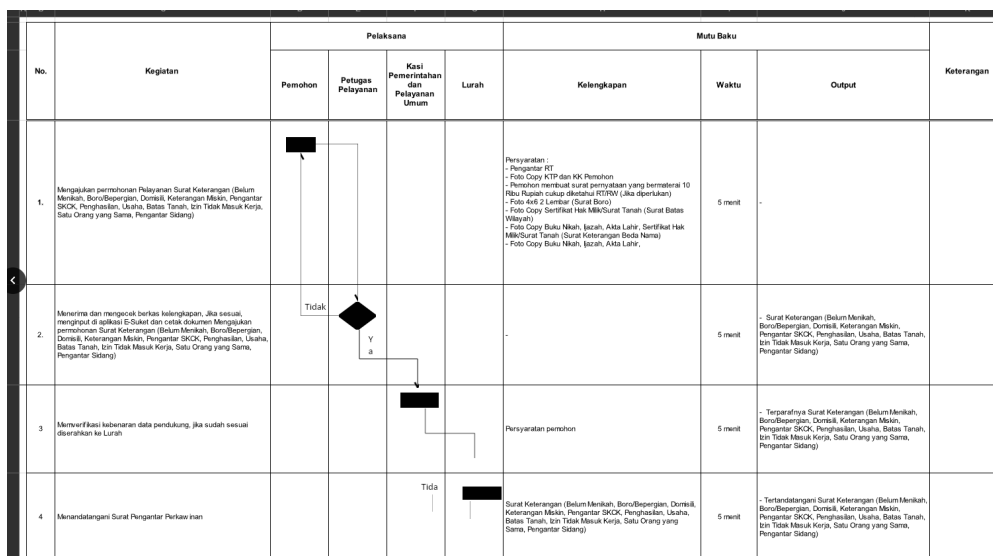 No.
Kegiatan
Pelaksana
Mutu Baku
Keterangan
Pemohon
Petugas
Pelayanan
Kasi
Pemerintahan
dan
Pelayanan
Umum
Lurah
Kelengkapan
Waktu
Output
1.
Mengajukan permohonan Pelayanan Surat Keterangan (Belum
Menikah, Boro/Bepergian, Domisili, Keterangan Miskin, Pengantar
SKCK, Penghasilan, Usaha, Batas Tanah, Izin Tidak Masuk Kerja,
Satu Orang yang Sama, Pengantar Sidang)
Persyaratan :
- Pengantar RT
- Foto Copy KTP dan KK Pemohon
- Pemohon membuat surat pernyataan yang bermaterai 10
Ribu Rupiah cukup diketahui RT/RW (Jika diperlukan)
- Foto 4x6 2 Lembar (Surat Boro)
- Foto Copy Sertifikat Hak Milik/Surat Tanah (Surat Batas
Wilayah)
- Foto Copy Buku Nikah, Ijazah, Akta Lahir, Sertifikat Hak
Milik/Surat Tanah (Surat Keterangan Beda Nama)
- Foto Copy Buku Nikah, Ijazah, Akta Lahir,
5 menit
-
2.
Menerima dan mengecek berkas kelengkapan, Jika sesuai,
menginput di aplikasi E-Suket dan cetak dokumen Mengajukan
permohonan Surat Keterangan (Belum Menikah, Boro/Bepergian,
Domisili, Keterangan Miskin, Pengantar SKCK, Penghasilan, Usaha,
Batas Tanah, Izin Tidak Masuk Kerja, Satu Orang yang Sama,
Pengantar Sidang)
Tidak
Y
a
-
5 menit
- Surat Keterangan (Belum Menikah,
Boro/Bepergian, Domisili, Keterangan Miskin,
Pengantar SKCK, Penghasilan, Usaha, Batas Tanah,
Izin Tidak Masuk Kerja, Satu Orang yang Sama,
Pengantar Sidang)
3
Memverifikasi kebenaran data pendukung, jika sudah sesuai
diserahkan ke Lurah
Persyaratan pemohon
5 menit
- Terparafnya Surat Keterangan (Belum Menikah,
Boro/Bepergian, Domisili, Keterangan Miskin,
Pengantar SKCK, Penghasilan, Usaha, Batas Tanah,
Izin Tidak Masuk Kerja, Satu Orang yang Sama,
Pengantar Sidang)
4
Menandatangani Surat Pengantar Perkawinan
Tida
Surat Keterangan (Belum Menikah, Boro/Bepergian, Domisili,
Keterangan Miskin, Pengantar SKCK, Penghasilan, Usaha,
Batas Tanah, Izin Tidak Masuk Kerja, Satu Orang yang
Sama, Pengantar Sidang)
5 menit
- Tertandatangani Surat Keterangan (Belum Menikah,
Boro/Bepergian, Domisili, Keterangan Miskin,
Pengantar SKCK, Penghasilan, Usaha, Batas Tanah,
Izin Tidak Masuk Kerja, Satu Orang yang Sama,
Pengantar Sidang)